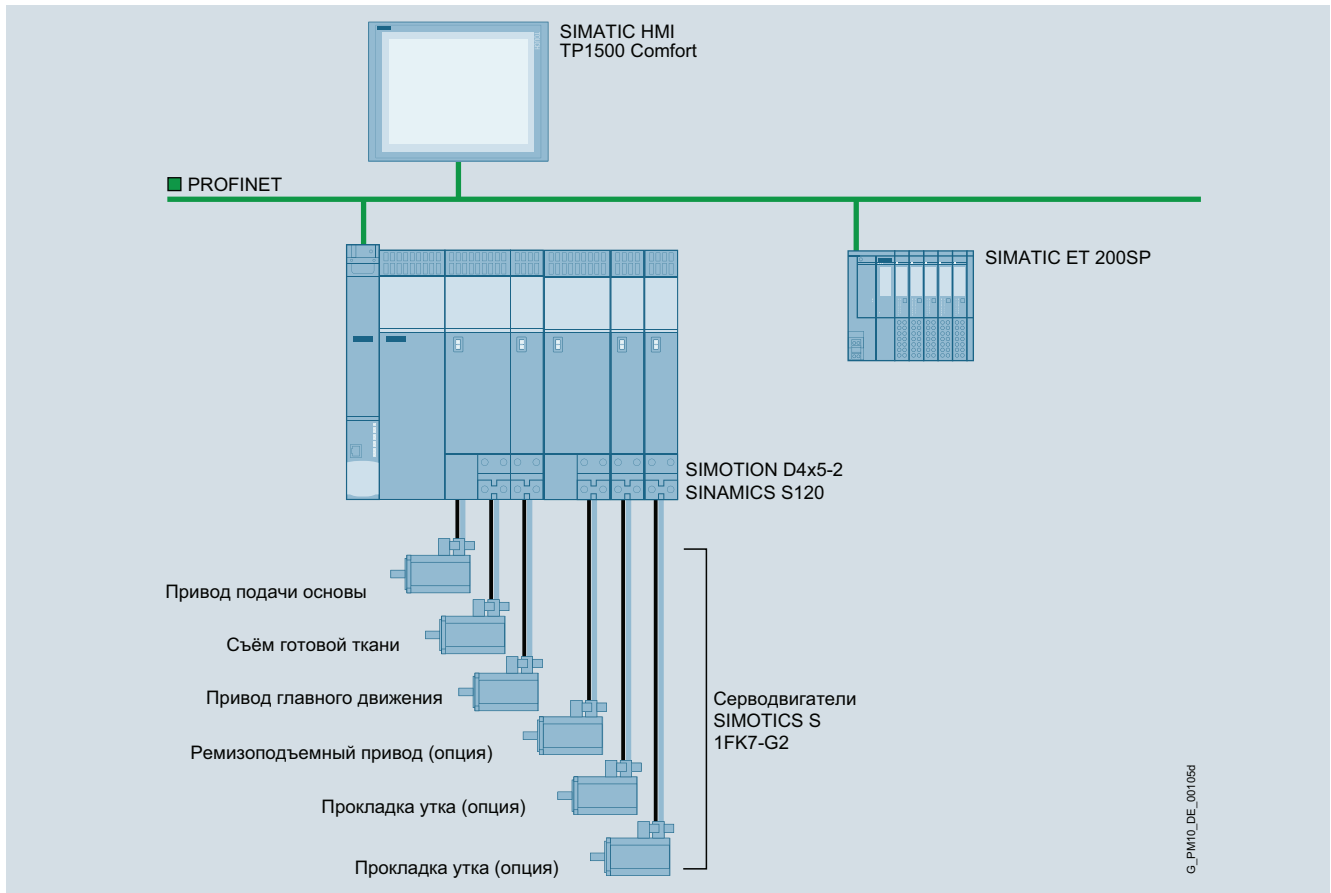 SIMATIC HMI
TP1500 Comfort
PROFINET
SIMATIC ET 200SP
SIMOTION D4x5-2
SINAMICS S120
Привод подачи основы
Съём готовой ткани
Привод главного движения
Ремизоподъемный привод (опция)
Прокладка утка (опция)
Прокладка утка (опция)
Серводвигатели
SIMOTICS S
1FK7-G2
G_PM10_DE_00105d